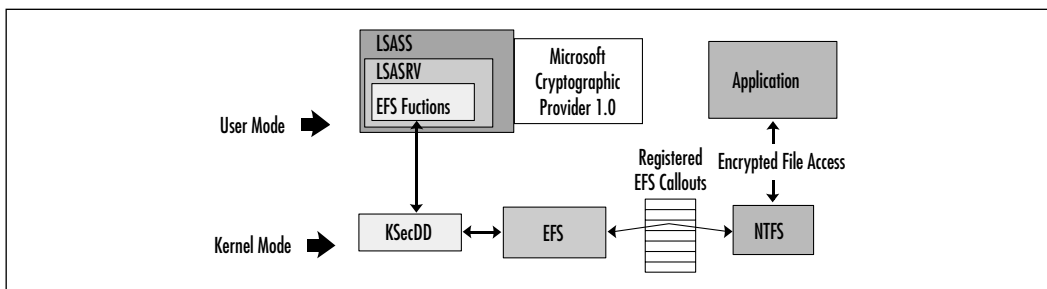 LSASS
LSASRV
EFS Fuctions
Microsoft
Cryptographic
Provider 1.0
Application
User Mode
Registered
EFS Callouts
Encrypted File Access
Kernel Mode
KSecDD
EFS
NTFS